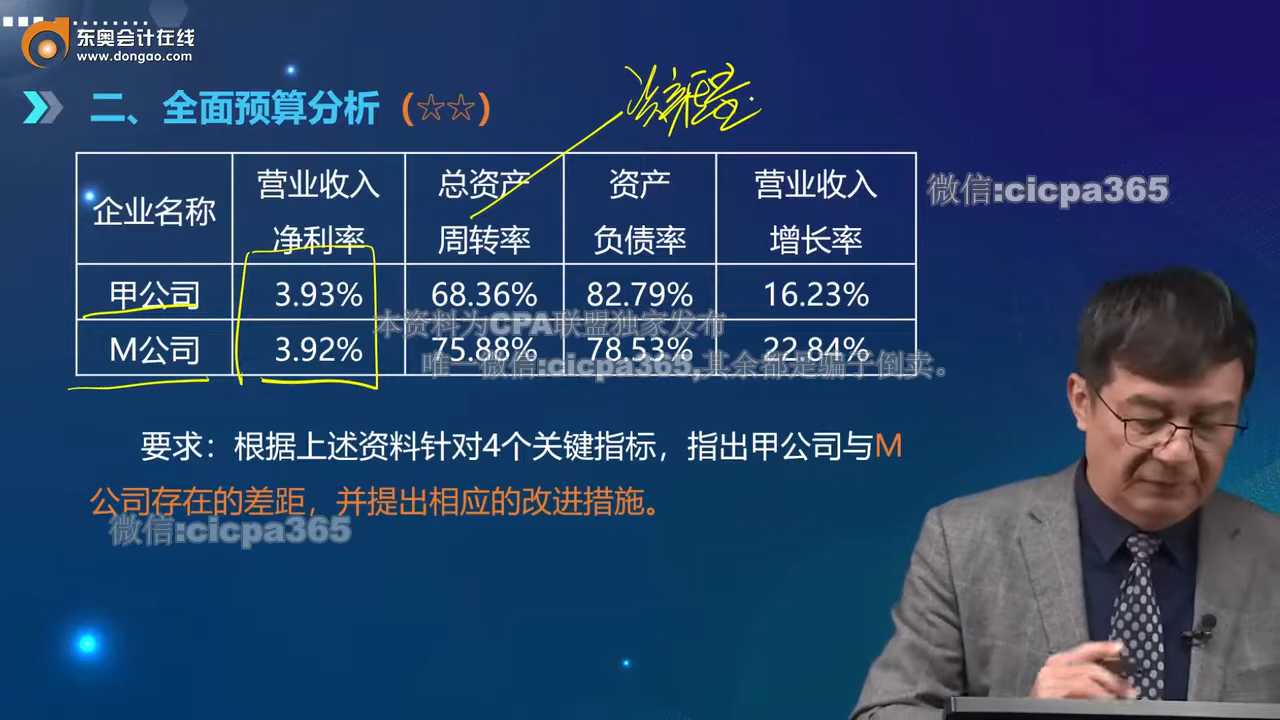 东奥会计在线
www.dongao.com
二、全面预算分析（☆☆）
企业名称 营业收入净利率 总资产周转率 资产负债率 营业收入增长率
甲公司 3.93% 68.36% 82.79% 16.23%
M公司 3.92% 75.88% 78.53% 22.84%
微信:cicpa365
本资料为CPA联盟独家发布
唯一微信:cicpa365,其余都是骗子倒卖。
要求：根据上述资料针对4个关键指标，指出甲公司与M
公司存在的差距，并提出相应的改进措施。
微信:cicpa365